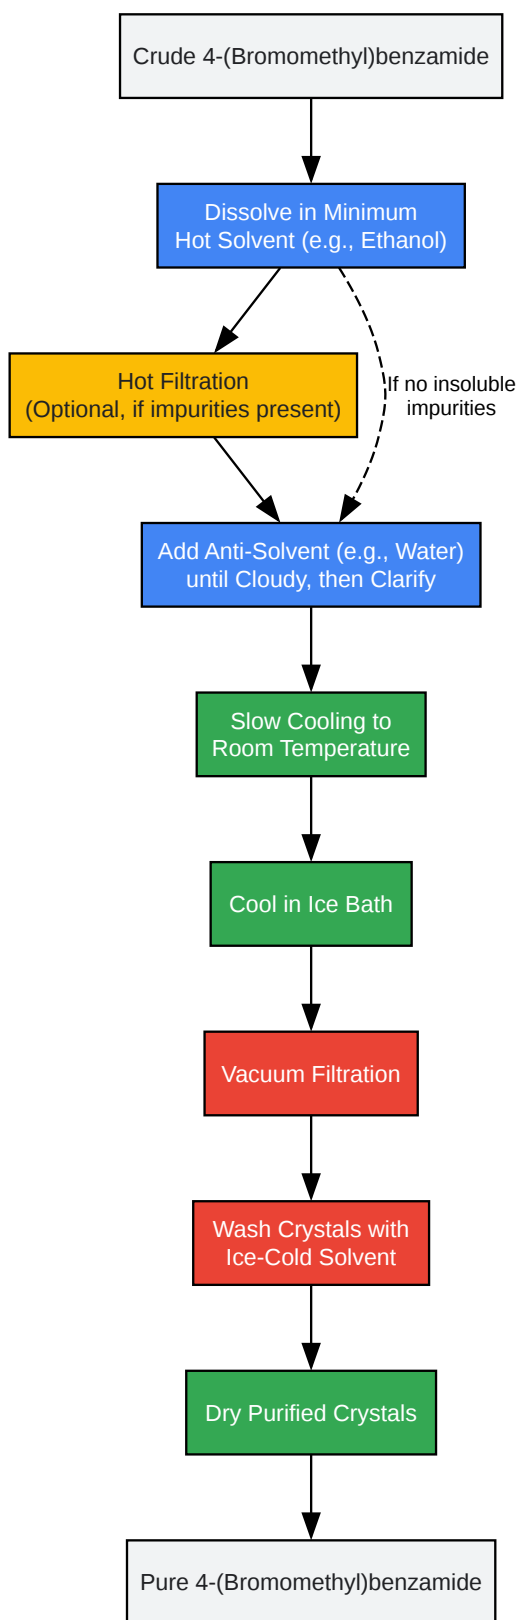 Crude 4-(Bromomethyl)benzamide
Dissolve in Minimum
Hot Solvent (e.g., Ethanol)
Hot Filtration
(Optional, if impurities present)
If no insoluble
impurities
Add Anti-Solvent (e.g., Water)
until Cloudy, then Clarify
Slow Cooling to
Room Temperature
Cool in Ice Bath
Vacuum Filtration
Wash Crystals with
Ice-Cold Solvent
Dry Purified Crystals
Pure 4-(Bromomethyl)benzamide